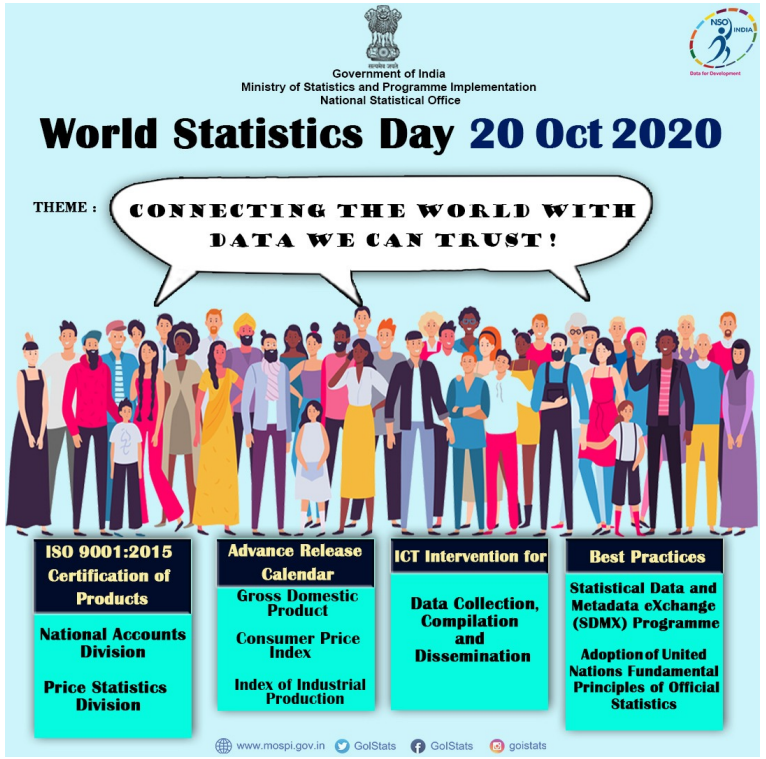 NSO
INDIA
Data for Development
सत्यमेव जयते
Government of India
Ministry of Statistics and Programme Implementation
National Statistical Office
World Statistics Day 20 Oct 2020
THEME :
CONNECTING THE WORLD WITH
DATA WE CAN TRUST!
ISO 9001:2015
Certification of
Products
National Accounts
Division
Price Statistics
Division
Advance Release
Calendar
Gross Domestic
Product
Consumer Price
Index
Index of Industrial
Production
ICT Intervention for
Data Collection,
Compilation
and
Dissemination
Best Practices
Statistical Data and
Metadata eXchange
(SDMX) Programme
Adoption of United
Nations Fundamental
Principles of Official
Statistics
www.mospi.gov.in GoIStats GoIStats goistats